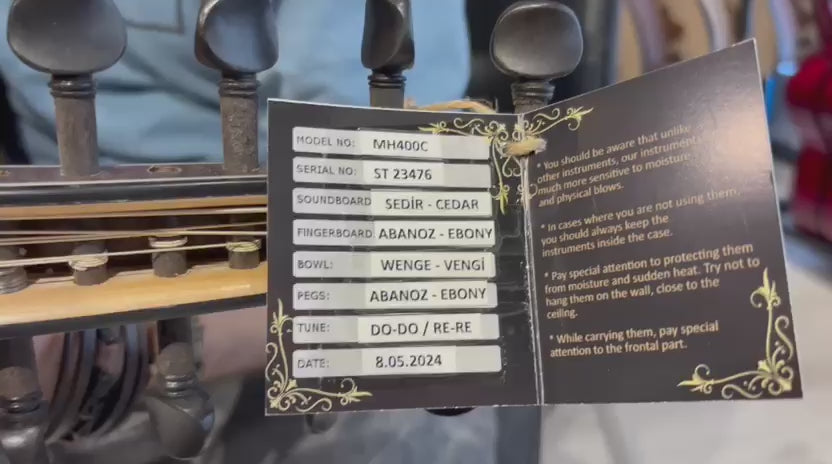 MODEL NO: MH400C
SERIAL NO: ST 23476
SOUNDBOARD SEDİR - CEDAR
FINGERBOARD: ABANOZ - EBONY
BOWL: WENGE - VENGİ
PEGS: ABANOZ - EBONY
TUNE: DO-DO / RE-RE
DATE: 8.05.2024
* You should be aware that unlike
other instruments, our instruments
much more sensitive to moisture
and physical blows.
* In cases where you are not using them,
you should always keep the
instruments inside the case.
* Pay special attention to protecting them
from moisture and sudden heat. Try not to
hang them on the wall, close to the
ceiling.
* While carrying them, pay special
attention to the frontal part.